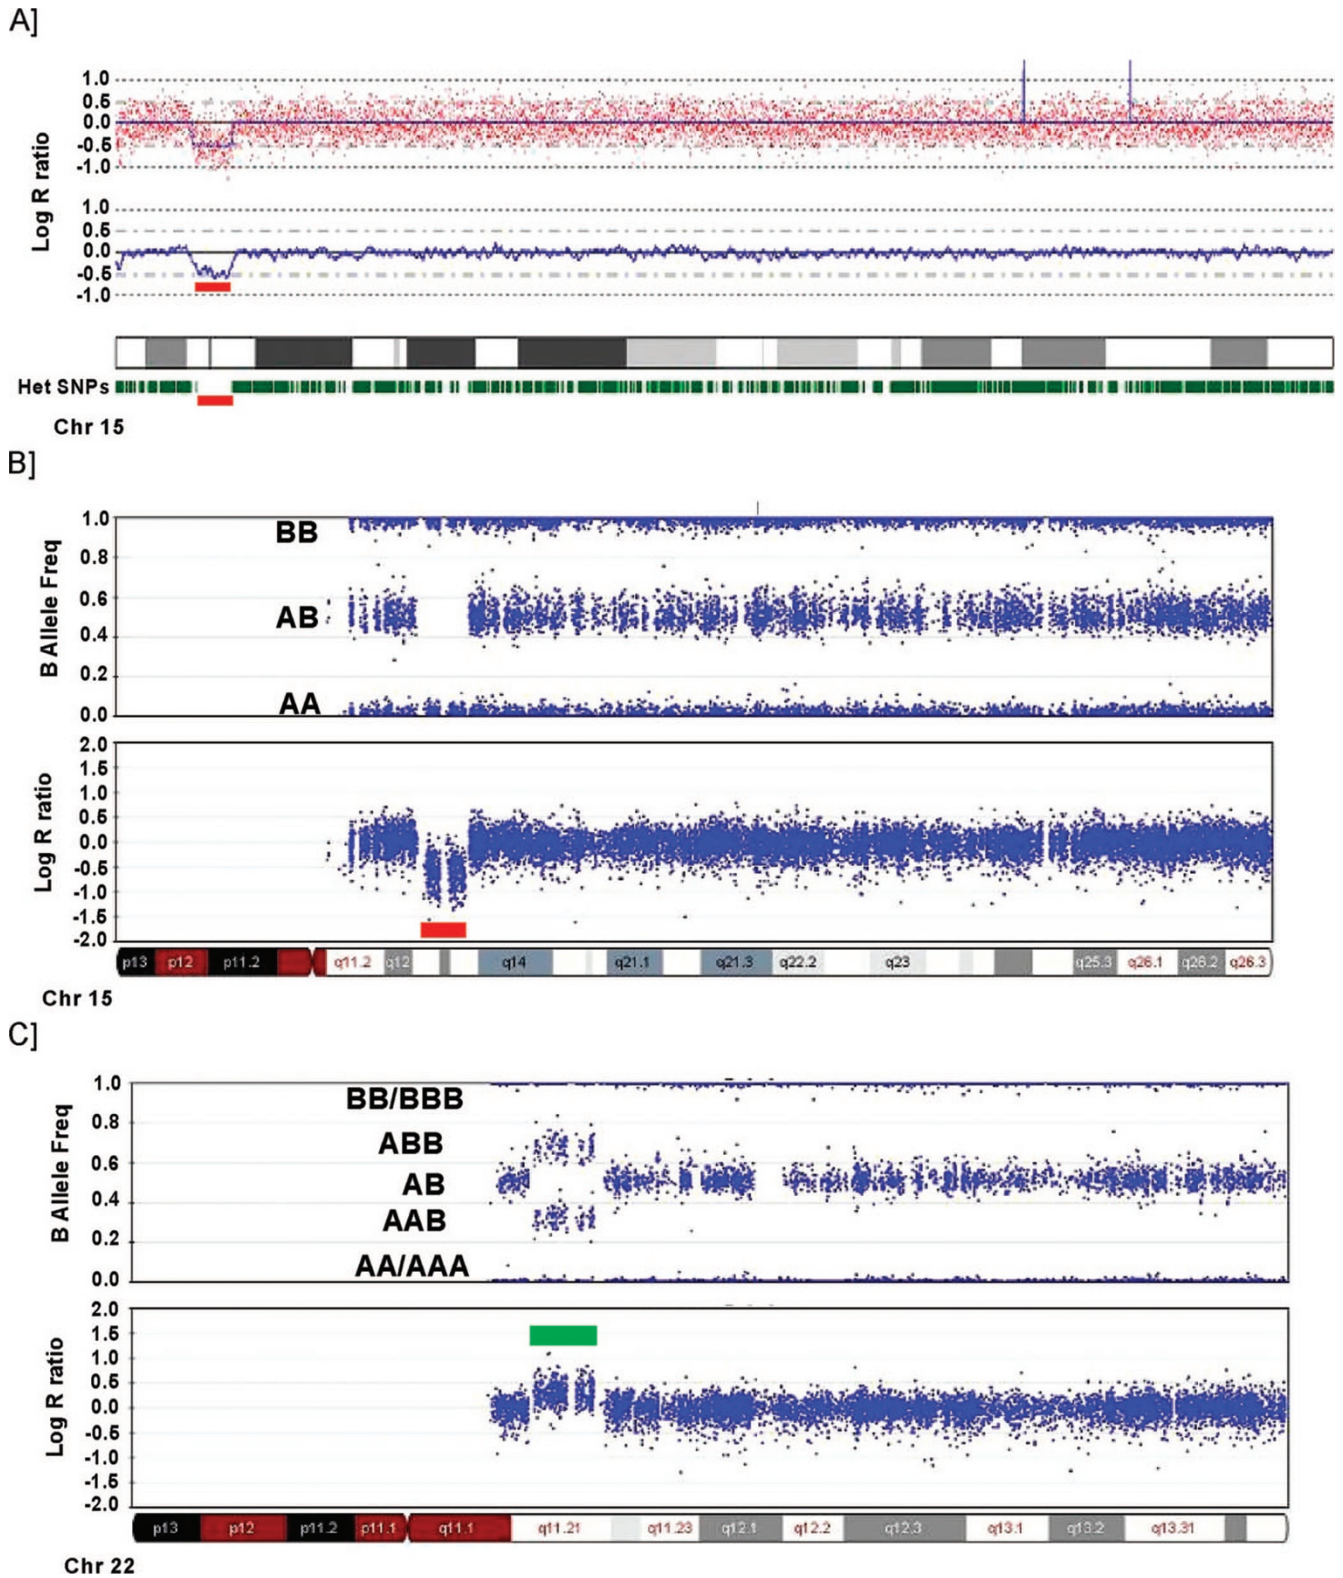 A]
1.0
0.5
0.0
-0.5
-1.0
Log R ratio
1.0
0.5
0.0
-0.5
-1.0
Het SNPs
Chr 15
B]
1.0
0.8
0.6
0.4
0.2
0.0
B Allele Freq
BB
AB
AA
2.0
1.5
1.0
0.5
0.0
-0.5
-1.0
-1.5
-2.0
Log R ratio
p13 p12 p11.2 q11.2 q12 q14 q21.1 q21.3 q22.2 q23 q25.3 q26.1 q26.2 q26.3
Chr 15
C]
1.0
0.8
0.6
0.4
0.2
0.0
B Allele Freq
BB/BBB
ABB
AB
AAB
AA/AAA
2.0
1.5
1.0
0.5
0.0
-0.5
-1.0
-1.5
-2.0
Log R ratio
p13 p12 p11.2 p11.1 q11.1 q11.21 q11.23 q12.1 q12.2 q12.3 q13.1 q13.2 q13.31
Chr 22